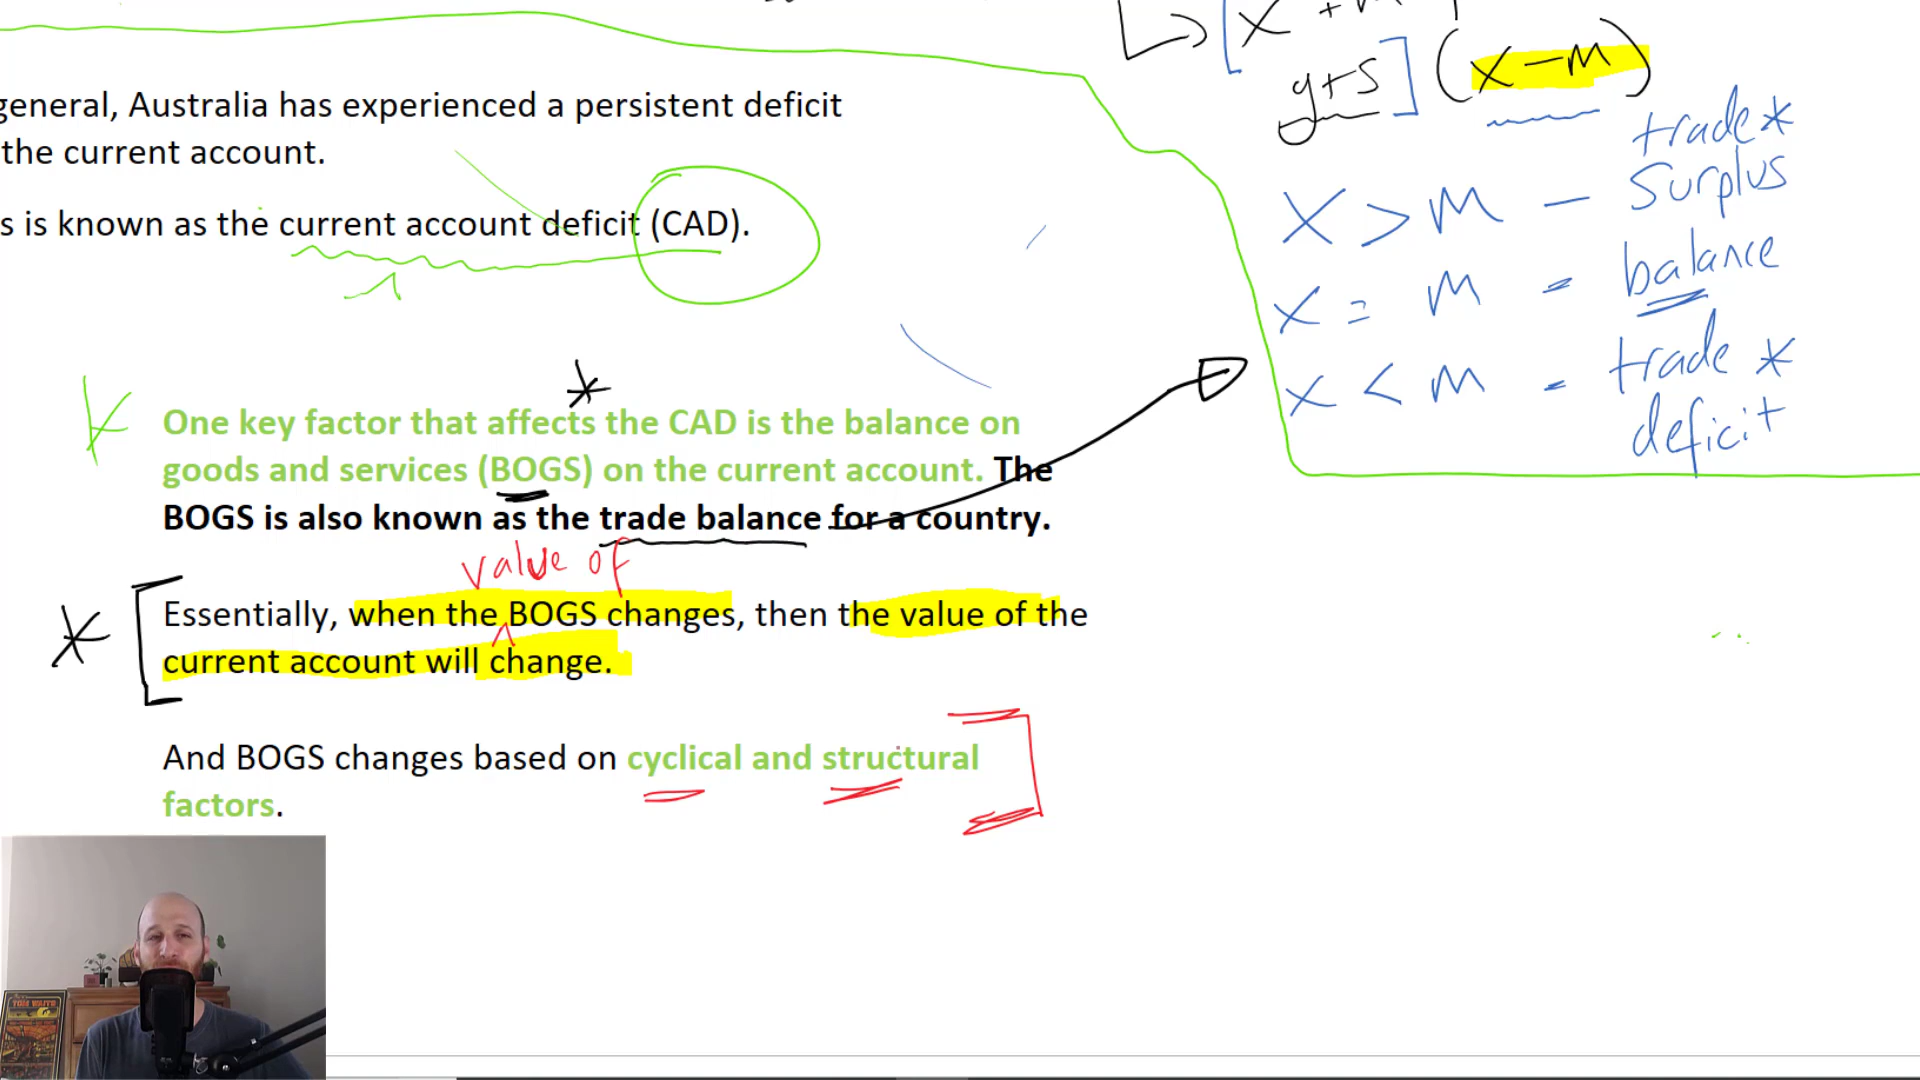 general, Australia has experienced a persistent deficit
the current account.
s is known as the current account deficit (CAD).
*
One key factor that affects the CAD is the balance on
goods and services (BOGS) on the current account. The
BOGS is also known as the trade balance for a country.
value of
* Essentially, when the ^ BOGS changes, then the value of the
current account will change.
And BOGS changes based on cyclical and structural
factors.
y+s] (x-m)
x > m - trade * surplus
x = m = balance
x < m = trade * deficit
TOM WAITS